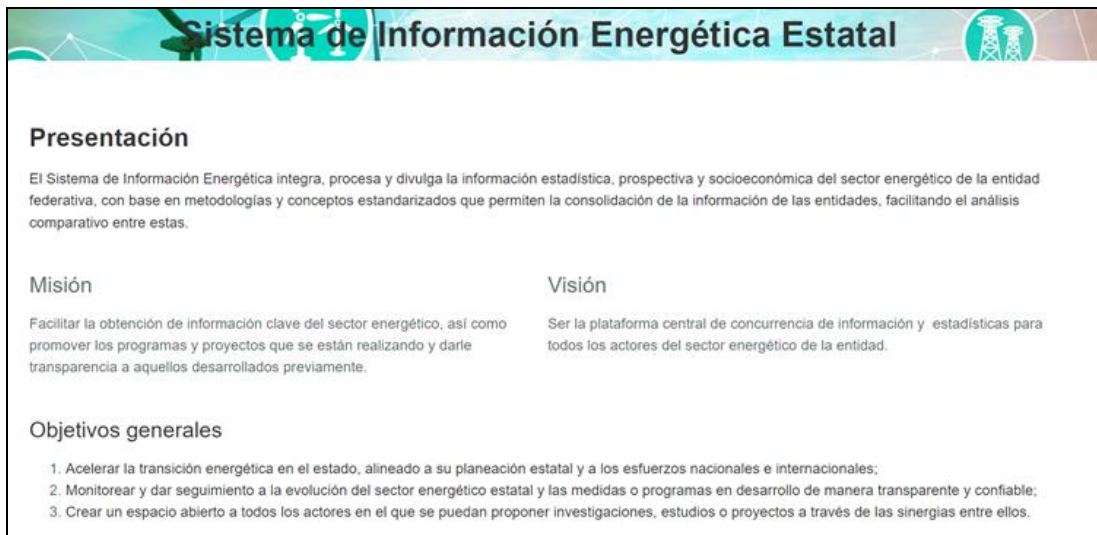 Sistema de Información Energética Estatal
Presentación
El Sistema de Información Energética integra, procesa y divulga la información estadística, prospectiva y socioeconómica del sector energético de la entidad
federativa, con base en metodologías y conceptos estandarizados que permiten la consolidación de la información de las entidades, facilitando el análisis
comparativo entre estas.
Misión
Facilitar la obtención de información clave del sector energético, así como
promover los programas y proyectos que se están realizando y darle
transparencia a aquellos desarrollados previamente.
Visión
Ser la plataforma central de concurrencia de información y estadísticas para
todos los actores del sector energético de la entidad.
Objetivos generales
1. Acelerar la transición energética en el estado, alineado a su planeación estatal y a los esfuerzos nacionales e internacionales;
2. Monitorear y dar seguimiento a la evolución del sector energético estatal y las medidas o programas en desarrollo de manera transparente y confiable;
3. Crear un espacio abierto a todos los actores en el que se puedan proponer investigaciones, estudios o proyectos a través de las sinergias entre ellos.